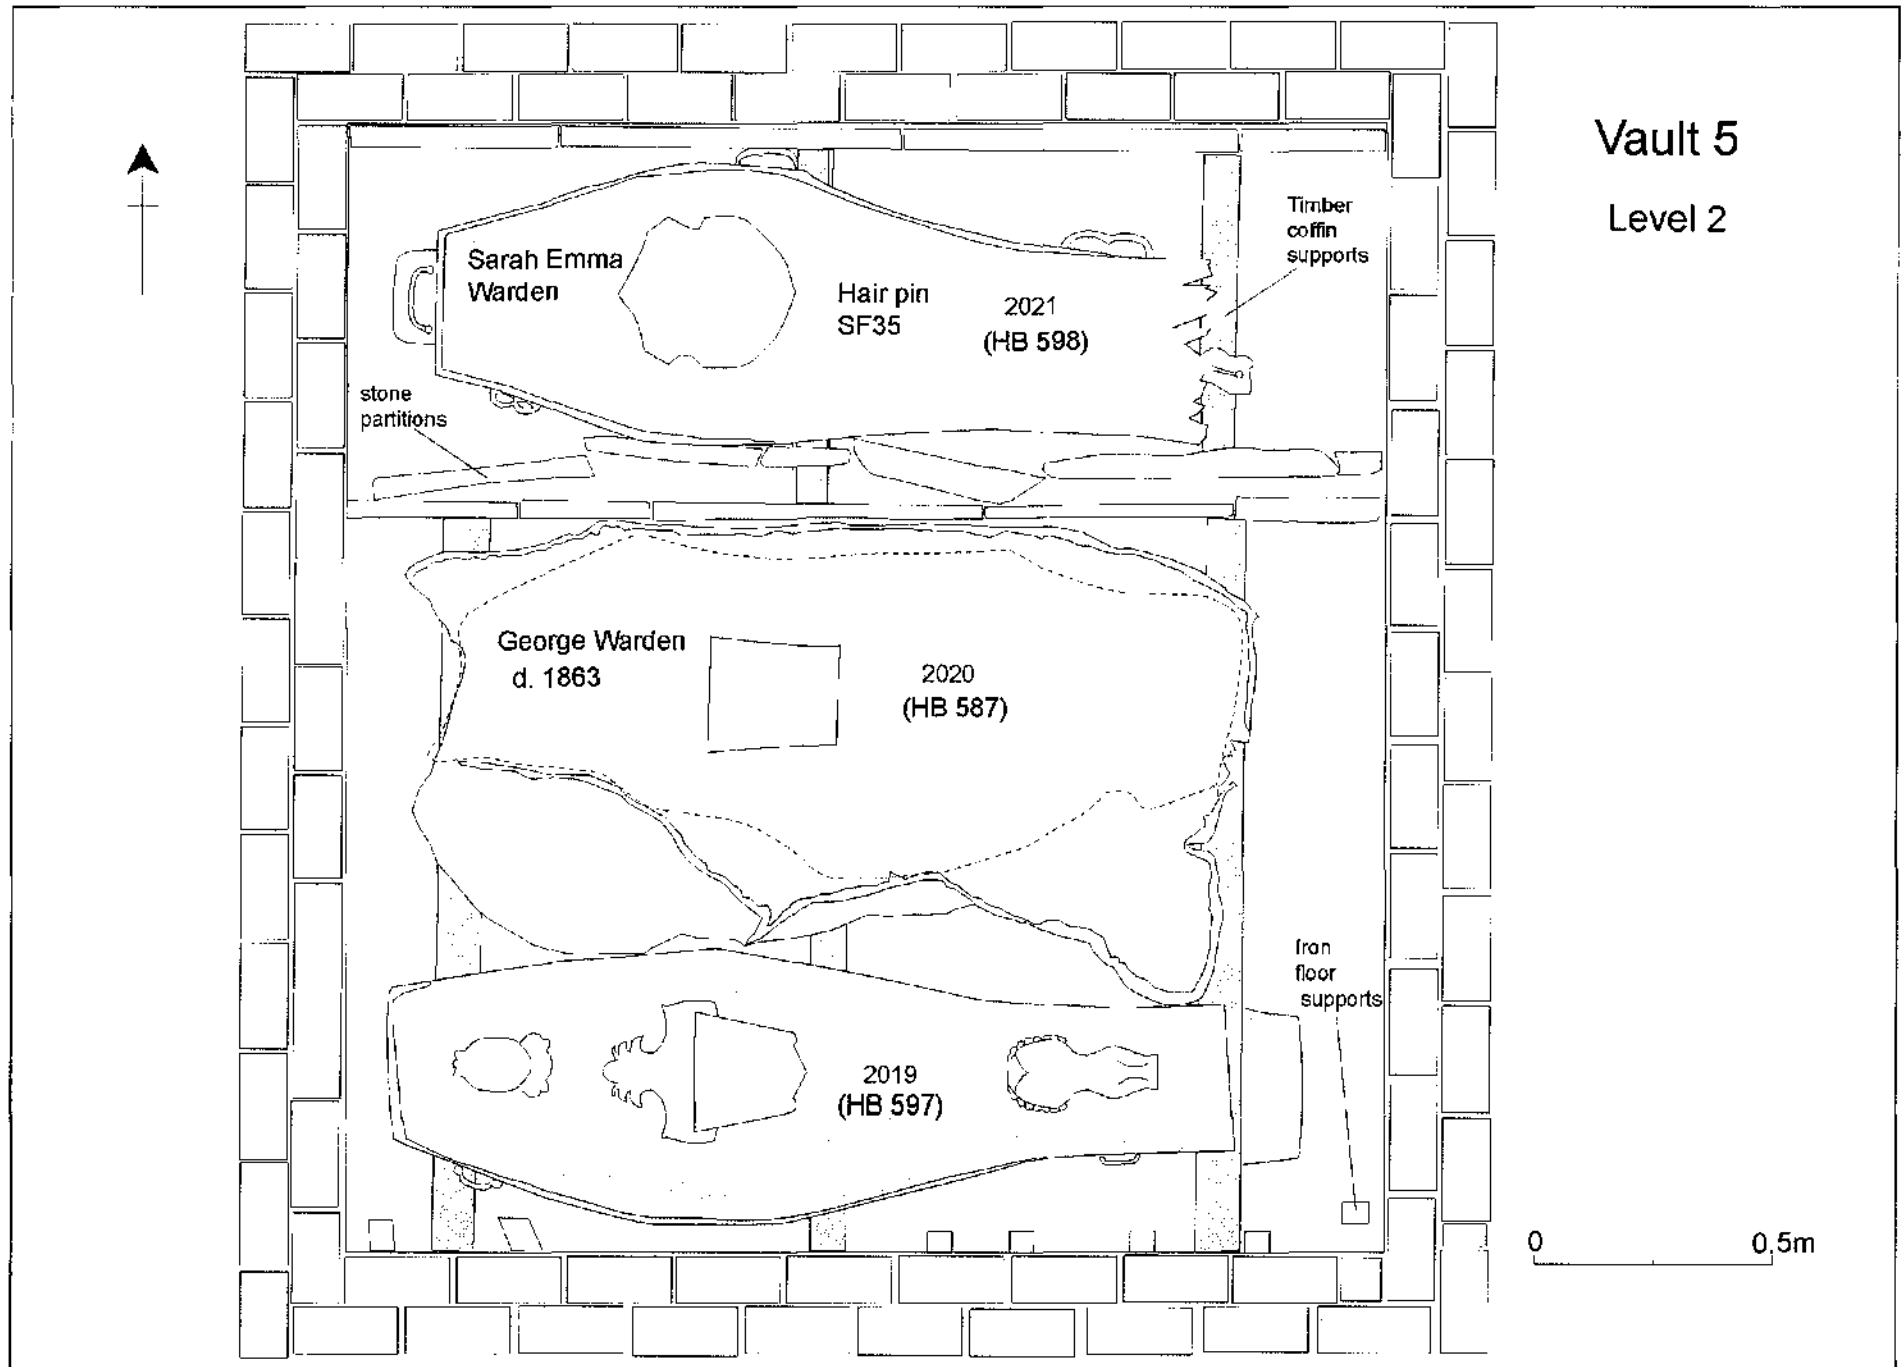 Vault 5
Level 2
Timber
coffin
supports
Sarah Emma
Warden
Hair pin
SF35
2021
(HB 598)
stone
partitions
George Warden
d. 1863
2020
(HB 587)
Iron
floor
supports
2019
(HB 597)
0 0.5m